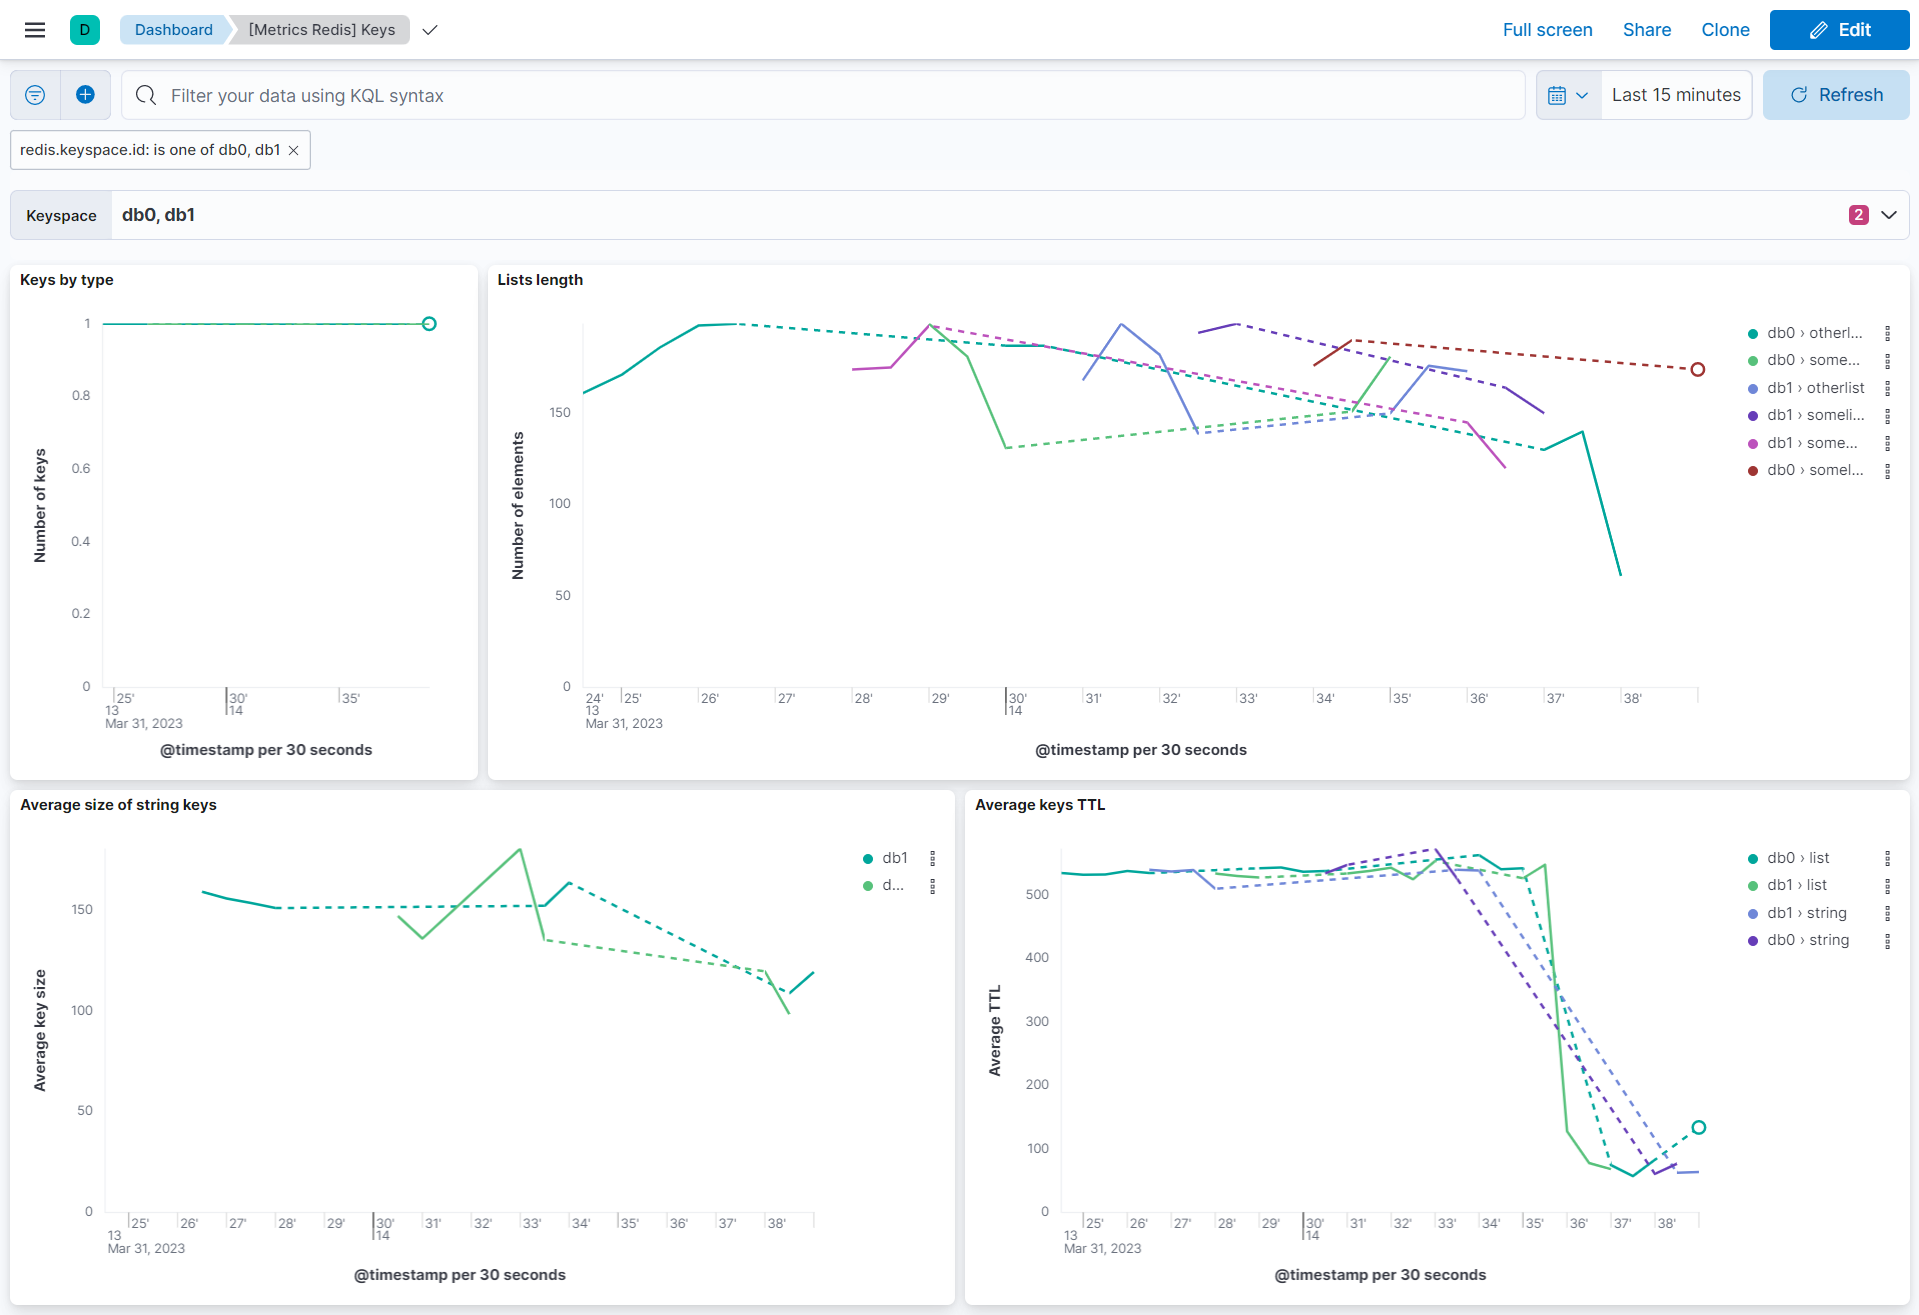 D Dashboard [Metrics Redis] Keys Full screen Share Clone Edit
Filter your data using KQL syntax Last 15 minutes Refresh
redis.keyspace.id: is one of db0, db1
Keyspace db0, db1 2
Keys by type
Number of keys
1
0.8
0.6
0.4
0.2
0
25' 30' 35'
13 14
Mar 31, 2023
@timestamp per 30 seconds
Lists length
Number of elements
150
100
50
0
24' 25' 26' 27' 28' 29' 30' 31' 32' 33' 34' 35' 36' 37' 38'
13 14
Mar 31, 2023
@timestamp per 30 seconds
db0 › otherl...
db0 › some...
db1 › otherlist
db1 › someli...
db1 › some...
db0 › somel...
Average size of string keys
Average key size
150
100
50
0
25' 26' 27' 28' 29' 30' 31' 32' 33' 34' 35' 36' 37' 38'
13 14
Mar 31, 2023
@timestamp per 30 seconds
db1
d...
Average keys TTL
Average TTL
500
400
300
200
100
0
25' 26' 27' 28' 29' 30' 31' 32' 33' 34' 35' 36' 37' 38'
13 14
Mar 31, 2023
@timestamp per 30 seconds
db0 › list
db1 › list
db1 › string
db0 › string